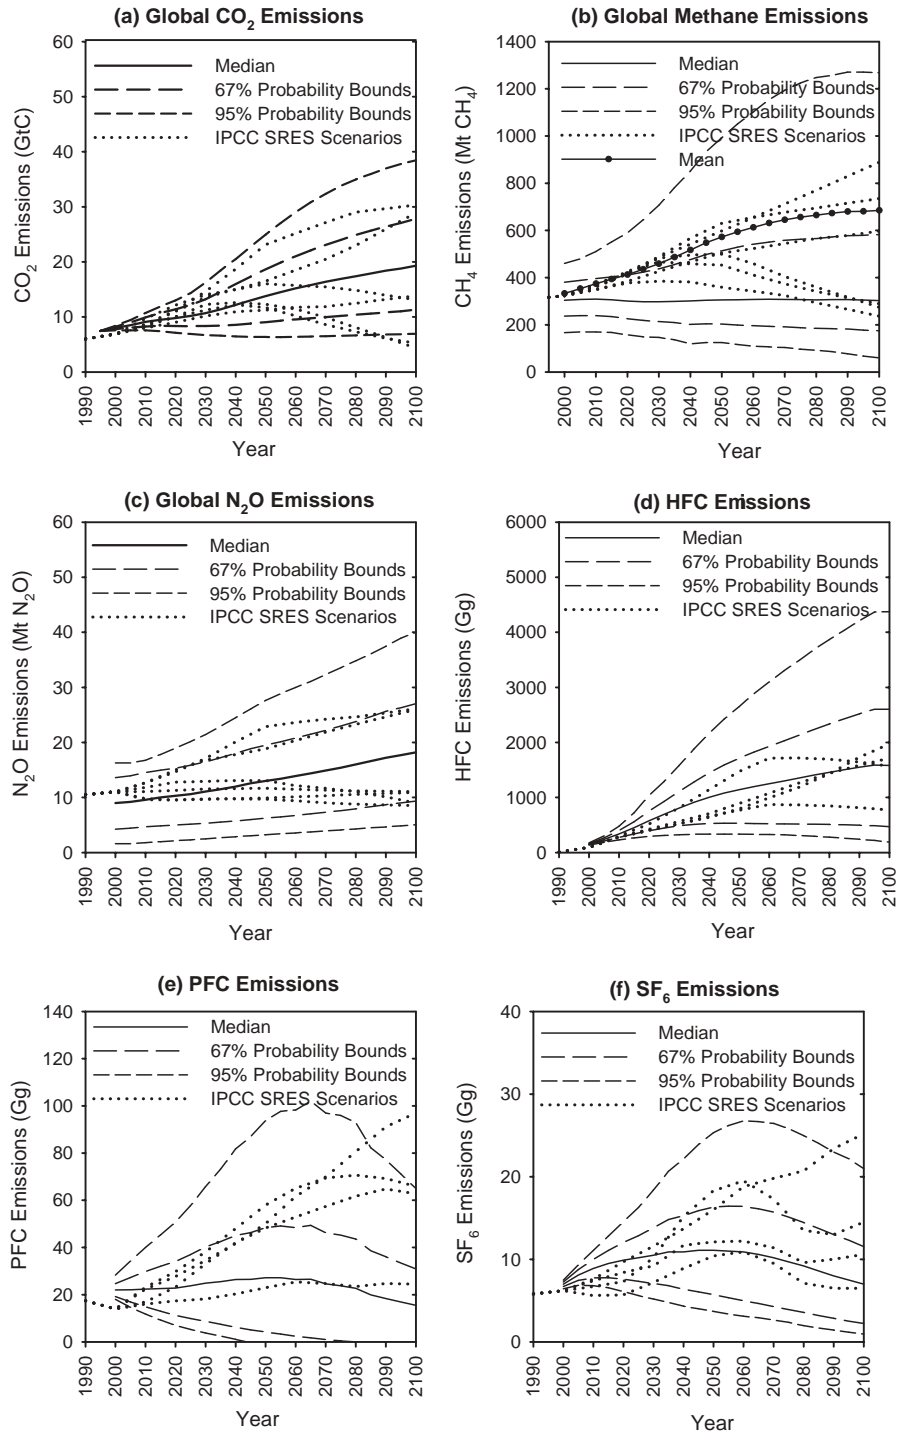 (a) Global CO2 Emissions
60
50
40
30
20
10
0
CO2 Emissions (GtC)
Median
67% Probability Bounds
95% Probability Bounds
IPCC SRES Scenarios
1990
2000
2010
2020
2030
2040
2050
2060
2070
2080
2090
2100
Year
(b) Global Methane Emissions
1400
1200
1000
800
600
400
200
0
CH4 Emissions (Mt CH4)
Median
67% Probability Bounds
95% Probability Bounds
IPCC SRES Scenarios
Mean
2000
2010
2020
2030
2040
2050
2060
2070
2080
2090
2100
Year
(c) Global N2O Emissions
60
50
40
30
20
10
0
N2O Emissions (Mt N2O)
Median
67% Probability Bounds
95% Probability Bounds
IPCC SRES Scenarios
1990
2000
2010
2020
2030
2040
2050
2060
2070
2080
2090
2100
Year
(d) HFC Emissions
6000
5000
4000
3000
2000
1000
0
HFC Emissions (Gg)
Median
67% Probability Bounds
95% Probability Bounds
IPCC SRES Scenarios
1990
2000
2010
2020
2030
2040
2050
2060
2070
2080
2090
2100
Year
(e) PFC Emissions
140
120
100
80
60
40
20
0
PFC Emissions (Gg)
Median
67% Probability Bounds
95% Probability Bounds
IPCC SRES Scenarios
1990
2000
2010
2020
2030
2040
2050
2060
2070
2080
2090
2100
Year
(f) SF6 Emissions
40
30
20
10
0
SF6 Emissions (Gg)
Median
67% Probability Bounds
95% Probability Bounds
IPCC SRES Scenarios
1990
2000
2010
2020
2030
2040
2050
2060
2070
2080
2090
2100
Year